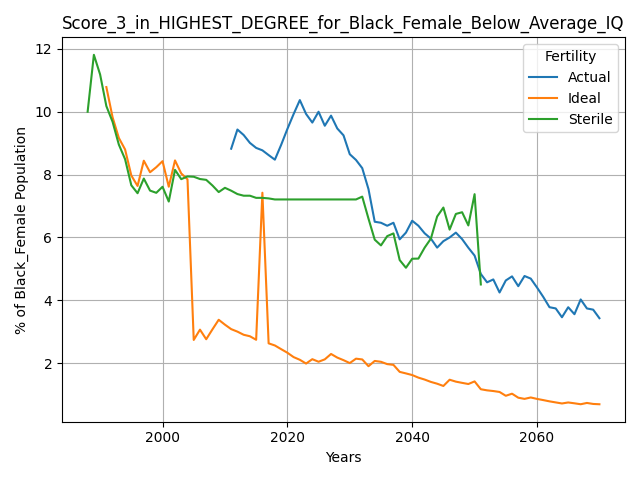 Score_3_in_HIGHEST_DEGREE_for_Black_Female_Below_Average_IQ
Fertility
Actual
Ideal
Sterile
% of Black_Female Population
12
10
8
6
4
2
2000 2020 2040 2060
Years